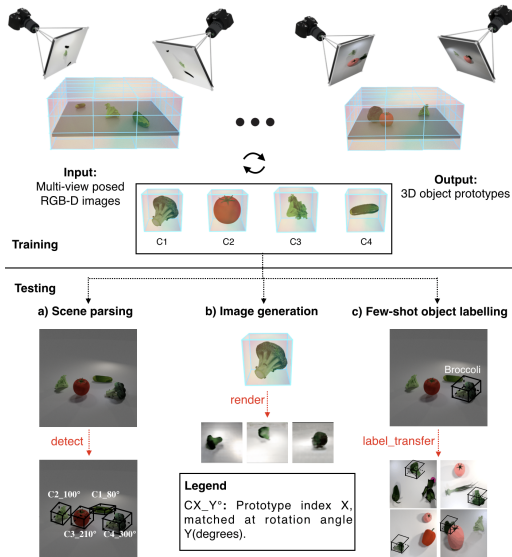 Input:
Multi-view posed
RGB-D images
Output:
3D object prototypes
C1 C2 C3 C4
Training
Testing
a) Scene parsing
b) Image generation
c) Few-shot object labelling
Broccoli
render
detect
label_transfer
C2_100° C1_80°
C3_210° C4_300°
Legend
CX_Y°: Prototype index X,
matched at rotation angle
Y(degrees).